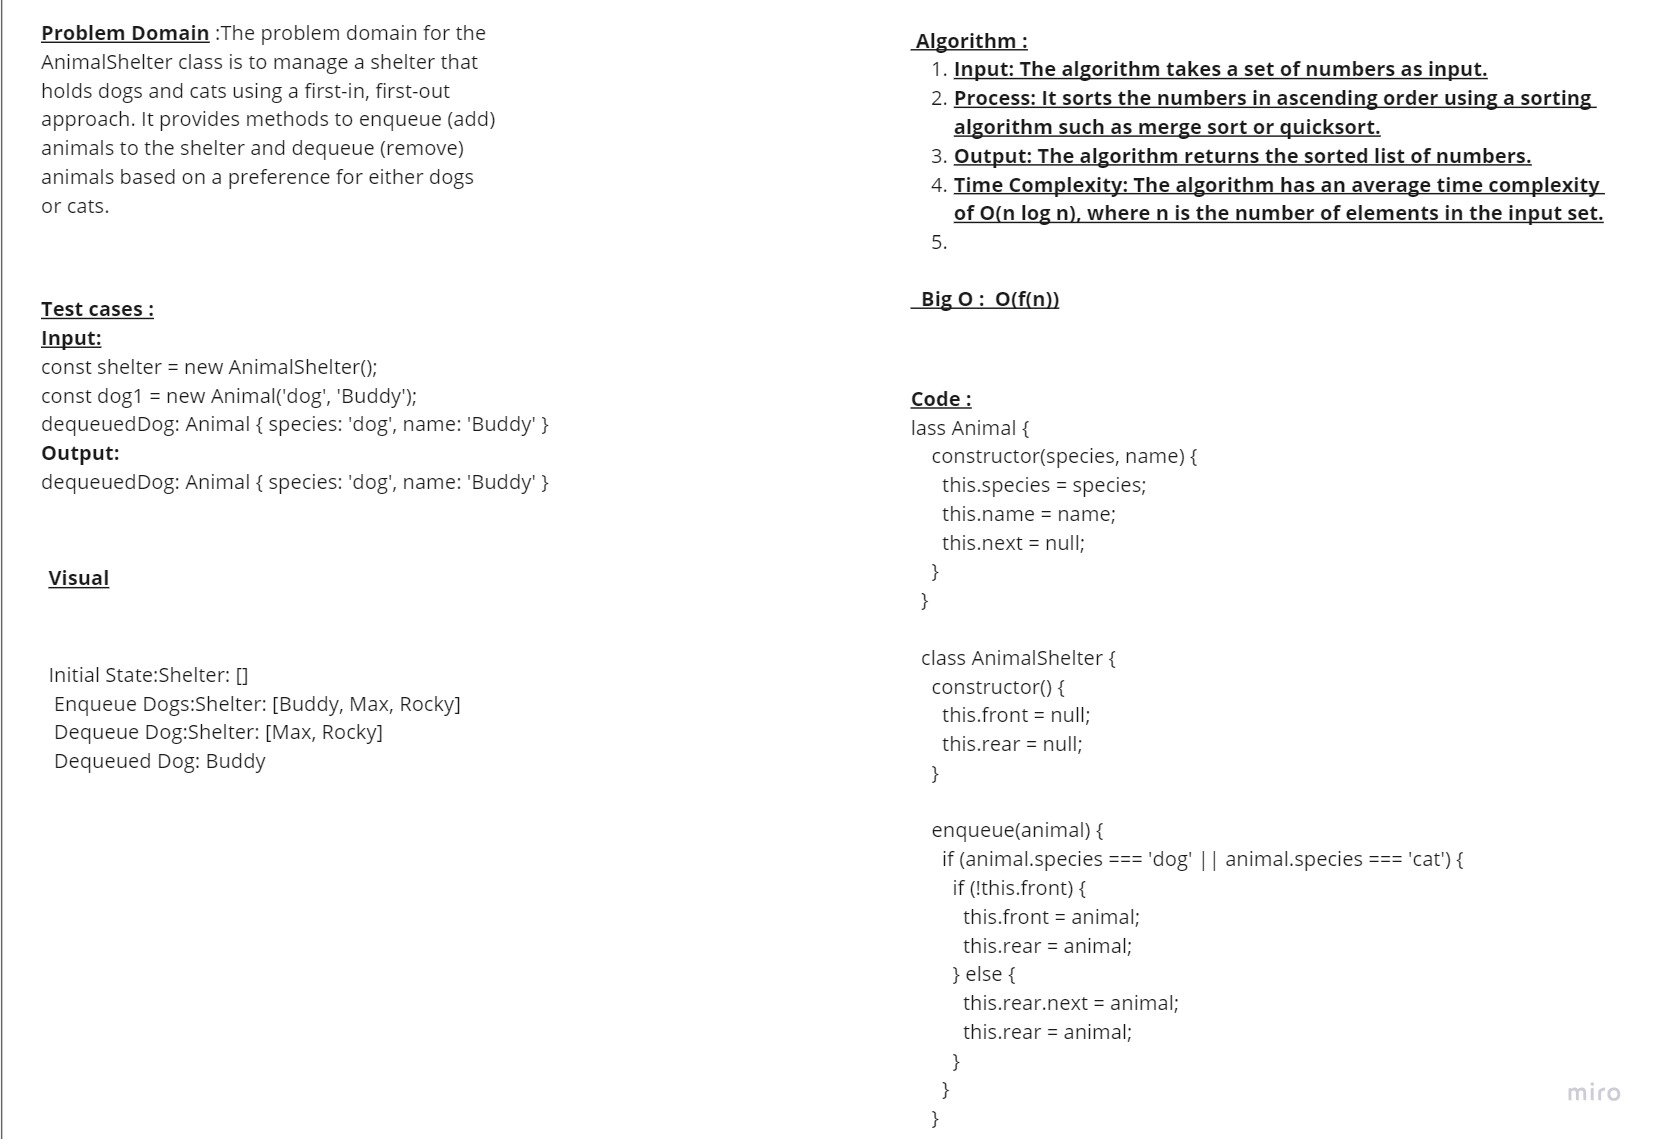 Problem Domain :The problem domain for the
AnimalShelter class is to manage a shelter that
holds dogs and cats using a first-in, first-out
approach. It provides methods to enqueue (add)
animals to the shelter and dequeue (remove)
animals based on a preference for either dogs
or cats.
Test cases :
Input:
const shelter = new AnimalShelter();
const dog1 = new Animal('dog', 'Buddy');
dequeuedDog: Animal { species: 'dog', name: 'Buddy' }
Output:
dequeuedDog: Animal { species: 'dog', name: 'Buddy' }
Visual
Initial State:Shelter: []
Enqueue Dogs:Shelter: [Buddy, Max, Rocky]
Dequeue Dog:Shelter: [Max, Rocky]
Dequeued Dog: Buddy
Algorithm :
1. Input: The algorithm takes a set of numbers as input.
2. Process: It sorts the numbers in ascending order using a sorting
algorithm such as merge sort or quicksort.
3. Output: The algorithm returns the sorted list of numbers.
4. Time Complexity: The algorithm has an average time complexity
of O(n log n), where n is the number of elements in the input set.
5.
Big O : O(f(n))
Code :
lass Animal {
constructor(species, name) {
this.species = species;
this.name = name;
this.next = null;
}
}
class AnimalShelter {
constructor() {
this.front = null;
this.rear = null;
}
enqueue(animal) {
if (animal.species === 'dog' || animal.species === 'cat') {
if (!this.front) {
this.front = animal;
this.rear = animal;
} else {
this.rear.next = animal;
this.rear = animal;
}
}
}
miro